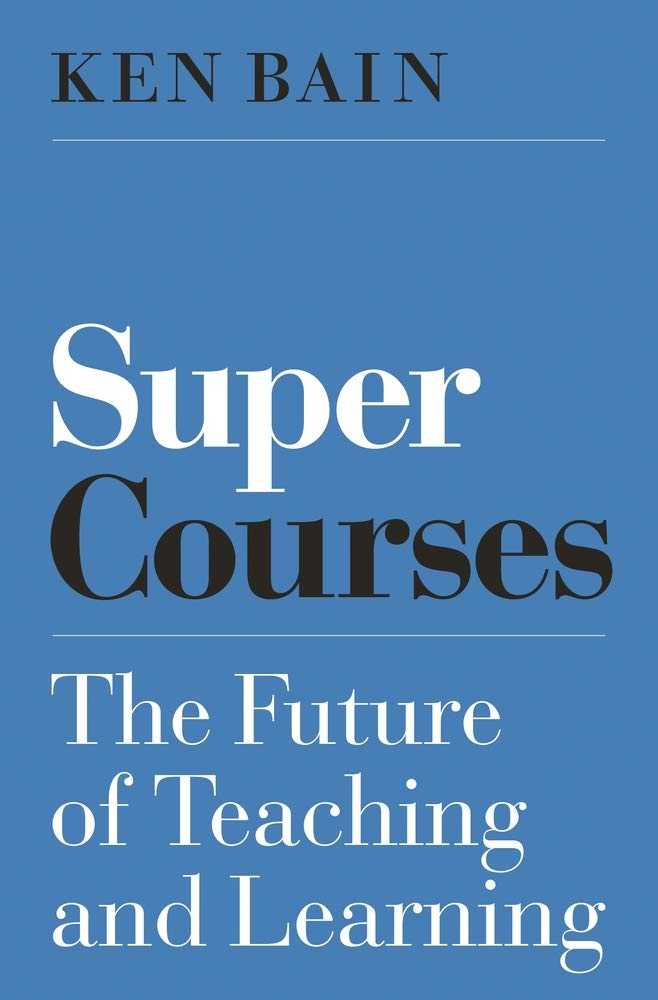 KEN BAIN
Super
Courses
The Future
of Teaching
and Learning